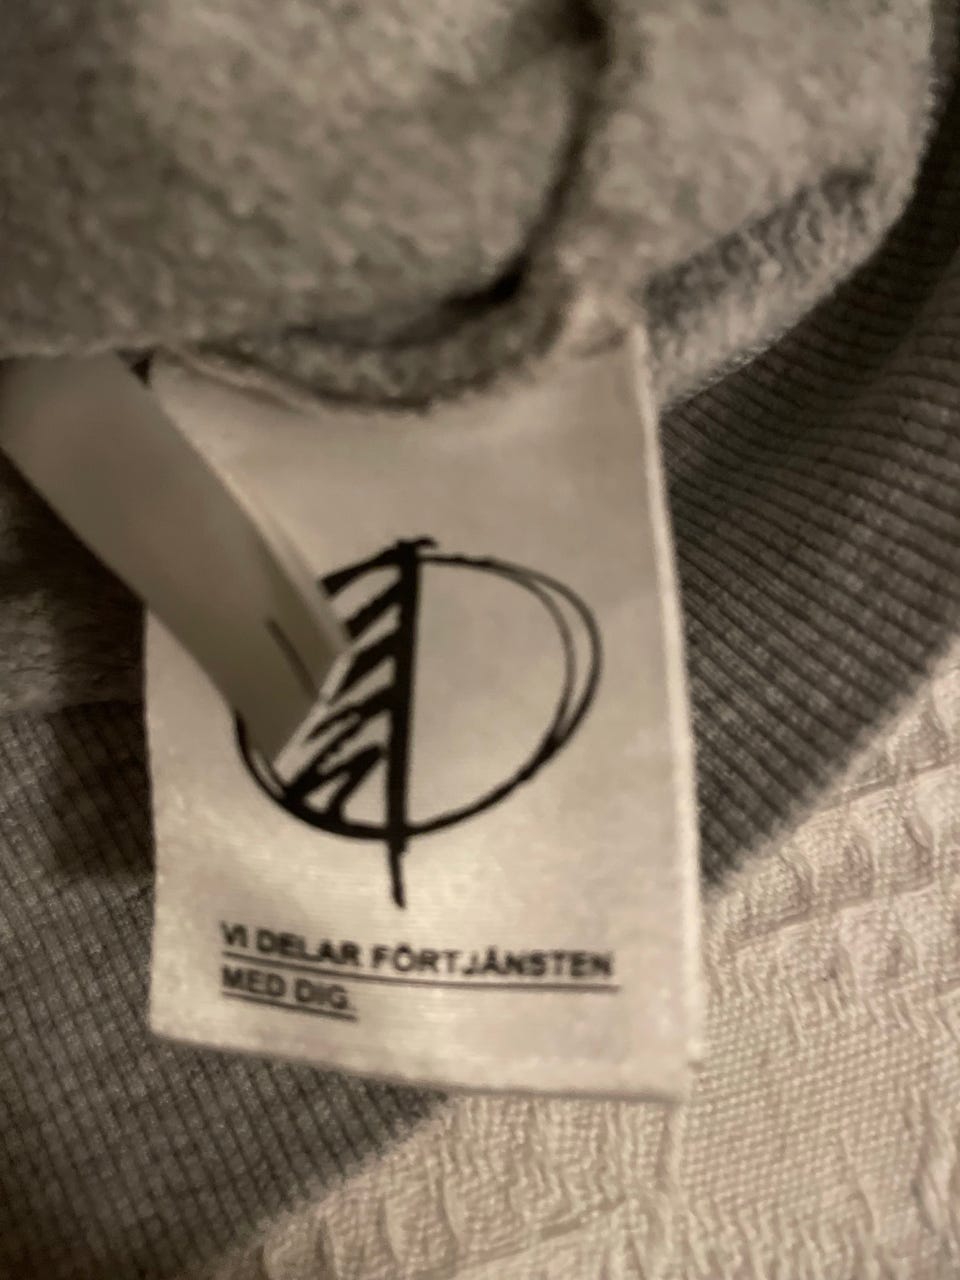 VI DELAR FÖRTJÄNSTEN
MED DIG.